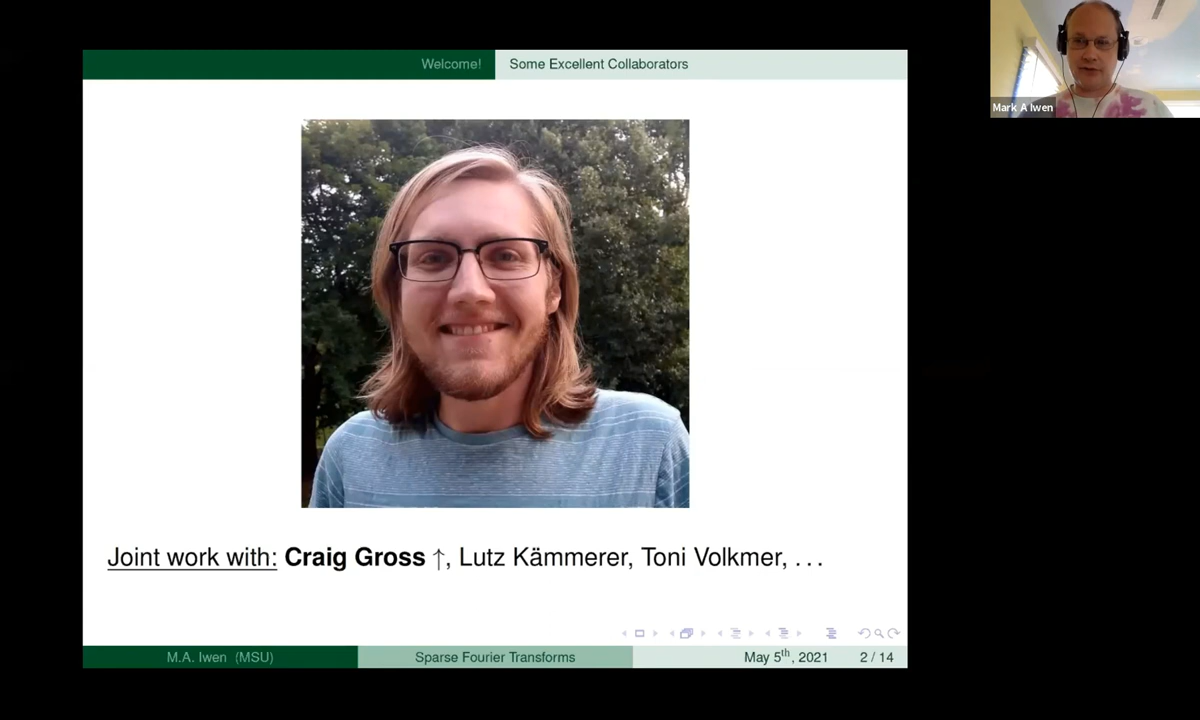 Welcome!
Some Excellent Collaborators
Mark A Iwen
Joint work with: Craig Gross ↑, Lutz Kämmerer, Toni Volkmer, . . .
M.A. Iwen (MSU)
Sparse Fourier Transforms
May 5th, 2021
2 / 14